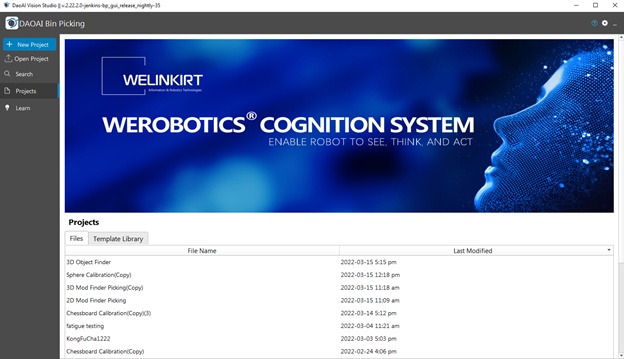 DaoAI Vision Studio || v.2.22.2.0-jenkins-bp_gui_release_nightly-35
DAOAI Bin Picking
New Project
Open Project
Search
Projects
Learn
WELINKIRT
Information & Robotics Technologies
WEROBOTICS® COGNITION SYSTEM
ENABLE ROBOT TO SEE, THINK, AND ACT
Projects
Files Template Library
File Name Last Modified
3D Object Finder 2022-03-15 5:15 pm
Sphere Calibration(Copy) 2022-03-15 12:18 pm
3D Mod Finder Picking(Copy) 2022-03-15 11:18 am
2D Mod Finder Picking 2022-03-15 11:09 am
Chessboard Calibration(Copy)(3) 2022-03-14 5:12 pm
fatigue testing 2022-03-04 11:21 am
KongFuCha1222 2022-03-03 5:03 pm
Chessboard Calibration(Copy) 2022-02-24 4:06 pm